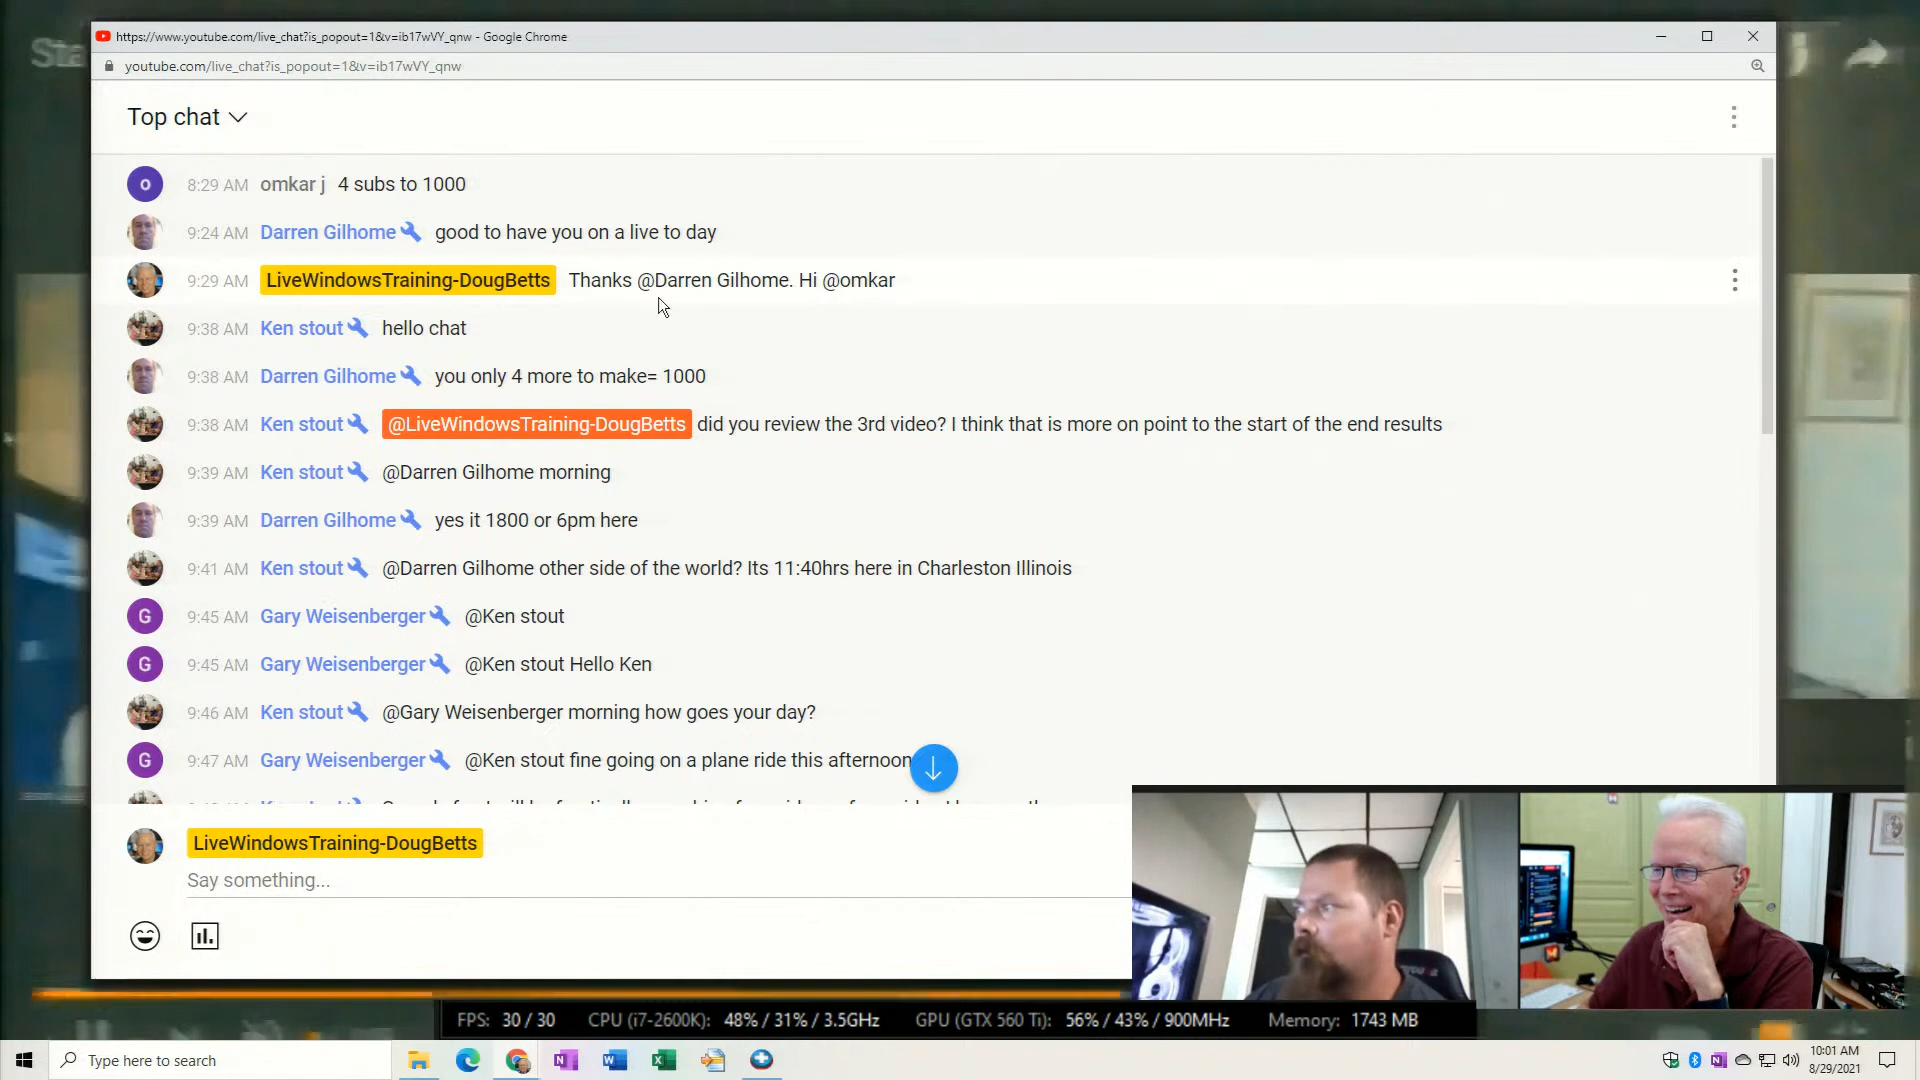 https://www.youtube.com/live_chat?is_popout=1&v=ib17wVY_qnw - Google Chrome
youtube.com/live_chat?is_popout=1&v=ib17wVY_qnw
Sta
Top chat
o 8:29 AM omkar j 4 subs to 1000
9:24 AM Darren Gilhome good to have you on a live to day
9:29 AM LiveWindowsTraining-DougBetts Thanks @Darren Gilhome. Hi @omkar
9:38 AM Ken stout hello chat
9:38 AM Darren Gilhome you only 4 more to make= 1000
9:38 AM Ken stout @LiveWindowsTraining-DougBetts did you review the 3rd video? I think that is more on point to the start of the end results
9:39 AM Ken stout @Darren Gilhome morning
9:39 AM Darren Gilhome yes it 1800 or 6pm here
9:41 AM Ken stout @Darren Gilhome other side of the world? Its 11:40hrs here in Charleston Illinois
G 9:45 AM Gary Weisenberger @Ken stout
G 9:45 AM Gary Weisenberger @Ken stout Hello Ken
9:46 AM Ken stout @Gary Weisenberger morning how goes your day?
G 9:47 AM Gary Weisenberger @Ken stout fine going on a plane ride this afternoon
LiveWindowsTraining-DougBetts
Say something...
FPS: 30 / 30 CPU (i7-2600K): 48% / 31% / 3.5GHz GPU (GTX 560 Ti): 56% / 43% / 900MHz Memory: 1743 MB
Type here to search
10:01 AM
8/29/2021